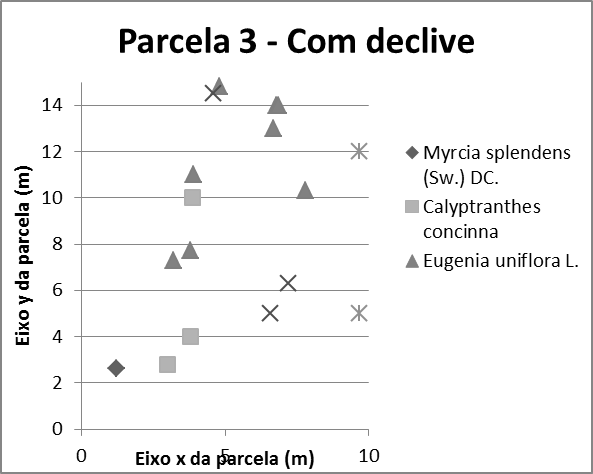 Parcela 3 - Com declive
Eixo y da parcela (m)
14
12
10
8
6
4
2
0
0
5
10
Eixo x da parcela (m)
Myrcia splendens
(Sw.) DC.
Calyptranthes
concinna
Eugenia uniflora L.